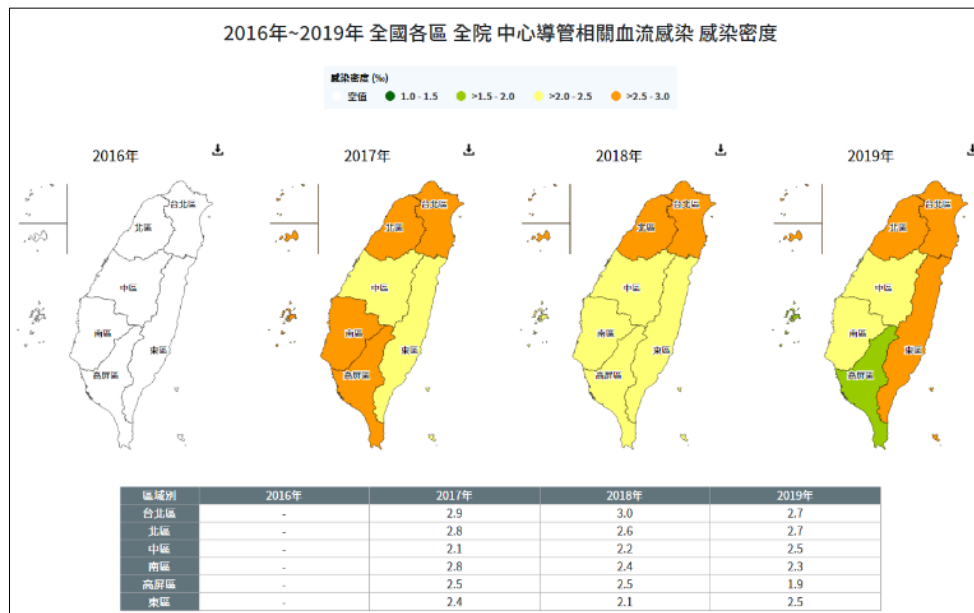 2016年~2019年 全國各區 全院 中心導管相關血流感染 感染密度
感染密度 (‰)
空值 1.0 - 1.5 >1.5 - 2.0 >2.0 - 2.5 >2.5 - 3.0
2016年 2017年 2018年 2019年
台北區 台北區 台北區 台北區
北區 北區 北區 北區
中區 中區 中區 中區
南區 南區 南區 南區
東區 東區 東區 東區
高屏區 高屏區 高屏區 高屏區
區域別 2016年 2017年 2018年 2019年
台北區 - 2.9 3.0 2.7
北區 - 2.8 2.6 2.7
中區 - 2.1 2.2 2.5
南區 - 2.8 2.4 2.3
高屏區 - 2.5 2.5 1.9
東區 - 2.4 2.1 2.5